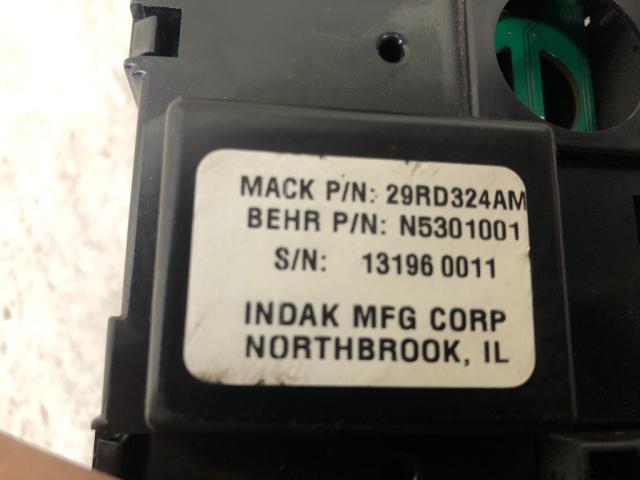 MACK P/N: 29RD324AM
BEHR P/N: N5301001
S/N: 13196 0011
INDAK MFG CORP
NORTHBROOK, IL